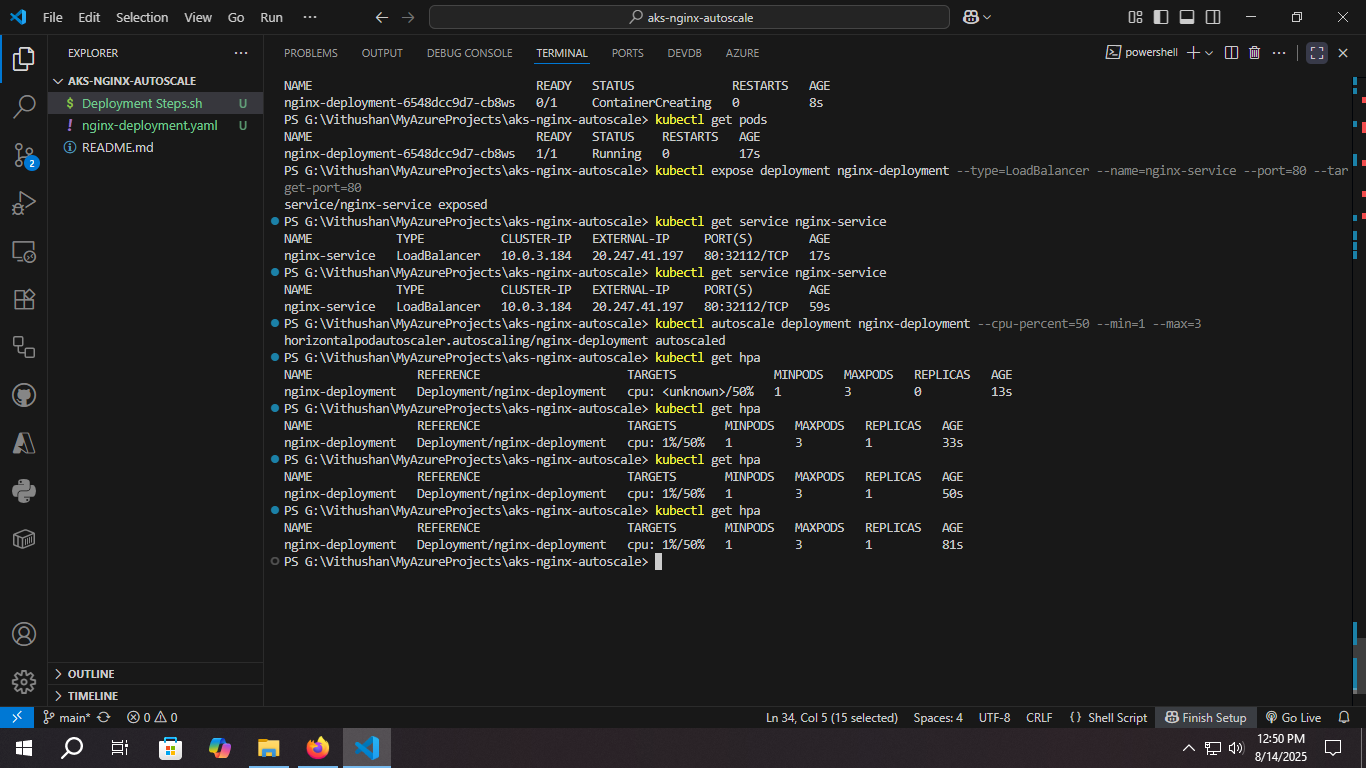 File Edit Selection View Go Run ··· aks-nginx-autoscale
EXPLORER ···
AKS-NGINX-AUTOSCALE
$ Deployment Steps.sh U
! nginx-deployment.yaml U
README.md
OUTLINE
TIMELINE
2
PROBLEMS OUTPUT DEBUG CONSOLE TERMINAL PORTS DEVDB AZURE powershell
NAME READY STATUS RESTARTS AGE
nginx-deployment-6548dcc9d7-cb8ws 0/1 ContainerCreating 0 8s
PS G:\Vithushan\MyAzureProjects\aks-nginx-autoscale> kubectl get pods
NAME READY STATUS RESTARTS AGE
nginx-deployment-6548dcc9d7-cb8ws 1/1 Running 0 17s
PS G:\Vithushan\MyAzureProjects\aks-nginx-autoscale> kubectl expose deployment nginx-deployment --type=LoadBalancer --name=nginx-service --port=80 --tar
get-port=80
service/nginx-service exposed
PS G:\Vithushan\MyAzureProjects\aks-nginx-autoscale> kubectl get service nginx-service
NAME TYPE CLUSTER-IP EXTERNAL-IP PORT(S) AGE
nginx-service LoadBalancer 10.0.3.184 20.247.41.197 80:32112/TCP 17s
PS G:\Vithushan\MyAzureProjects\aks-nginx-autoscale> kubectl get service nginx-service
NAME TYPE CLUSTER-IP EXTERNAL-IP PORT(S) AGE
nginx-service LoadBalancer 10.0.3.184 20.247.41.197 80:32112/TCP 59s
PS G:\Vithushan\MyAzureProjects\aks-nginx-autoscale> kubectl autoscale deployment nginx-deployment --cpu-percent=50 --min=1 --max=3
horizontalpodautoscaler.autoscaling/nginx-deployment autoscaled
PS G:\Vithushan\MyAzureProjects\aks-nginx-autoscale> kubectl get hpa
NAME REFERENCE TARGETS MINPODS MAXPODS REPLICAS AGE
nginx-deployment Deployment/nginx-deployment cpu: <unknown>/50% 1 3 0 13s
PS G:\Vithushan\MyAzureProjects\aks-nginx-autoscale> kubectl get hpa
NAME REFERENCE TARGETS MINPODS MAXPODS REPLICAS AGE
nginx-deployment Deployment/nginx-deployment cpu: 1%/50% 1 3 1 33s
PS G:\Vithushan\MyAzureProjects\aks-nginx-autoscale> kubectl get hpa
NAME REFERENCE TARGETS MINPODS MAXPODS REPLICAS AGE
nginx-deployment Deployment/nginx-deployment cpu: 1%/50% 1 3 1 50s
PS G:\Vithushan\MyAzureProjects\aks-nginx-autoscale> kubectl get hpa
NAME REFERENCE TARGETS MINPODS MAXPODS REPLICAS AGE
nginx-deployment Deployment/nginx-deployment cpu: 1%/50% 1 3 1 81s
PS G:\Vithushan\MyAzureProjects\aks-nginx-autoscale>
main* 0 0 Ln 34, Col 5 (15 selected) Spaces: 4 UTF-8 CRLF {} Shell Script Finish Setup Go Live
12:50 PM
8/14/2025